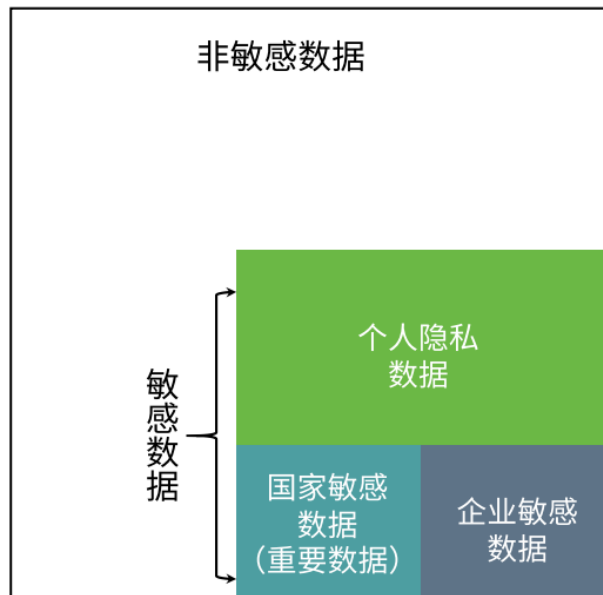 非敏感数据
个人隐私
数据
敏感数据
国家敏感
数据
（重要数据）
企业敏感
数据